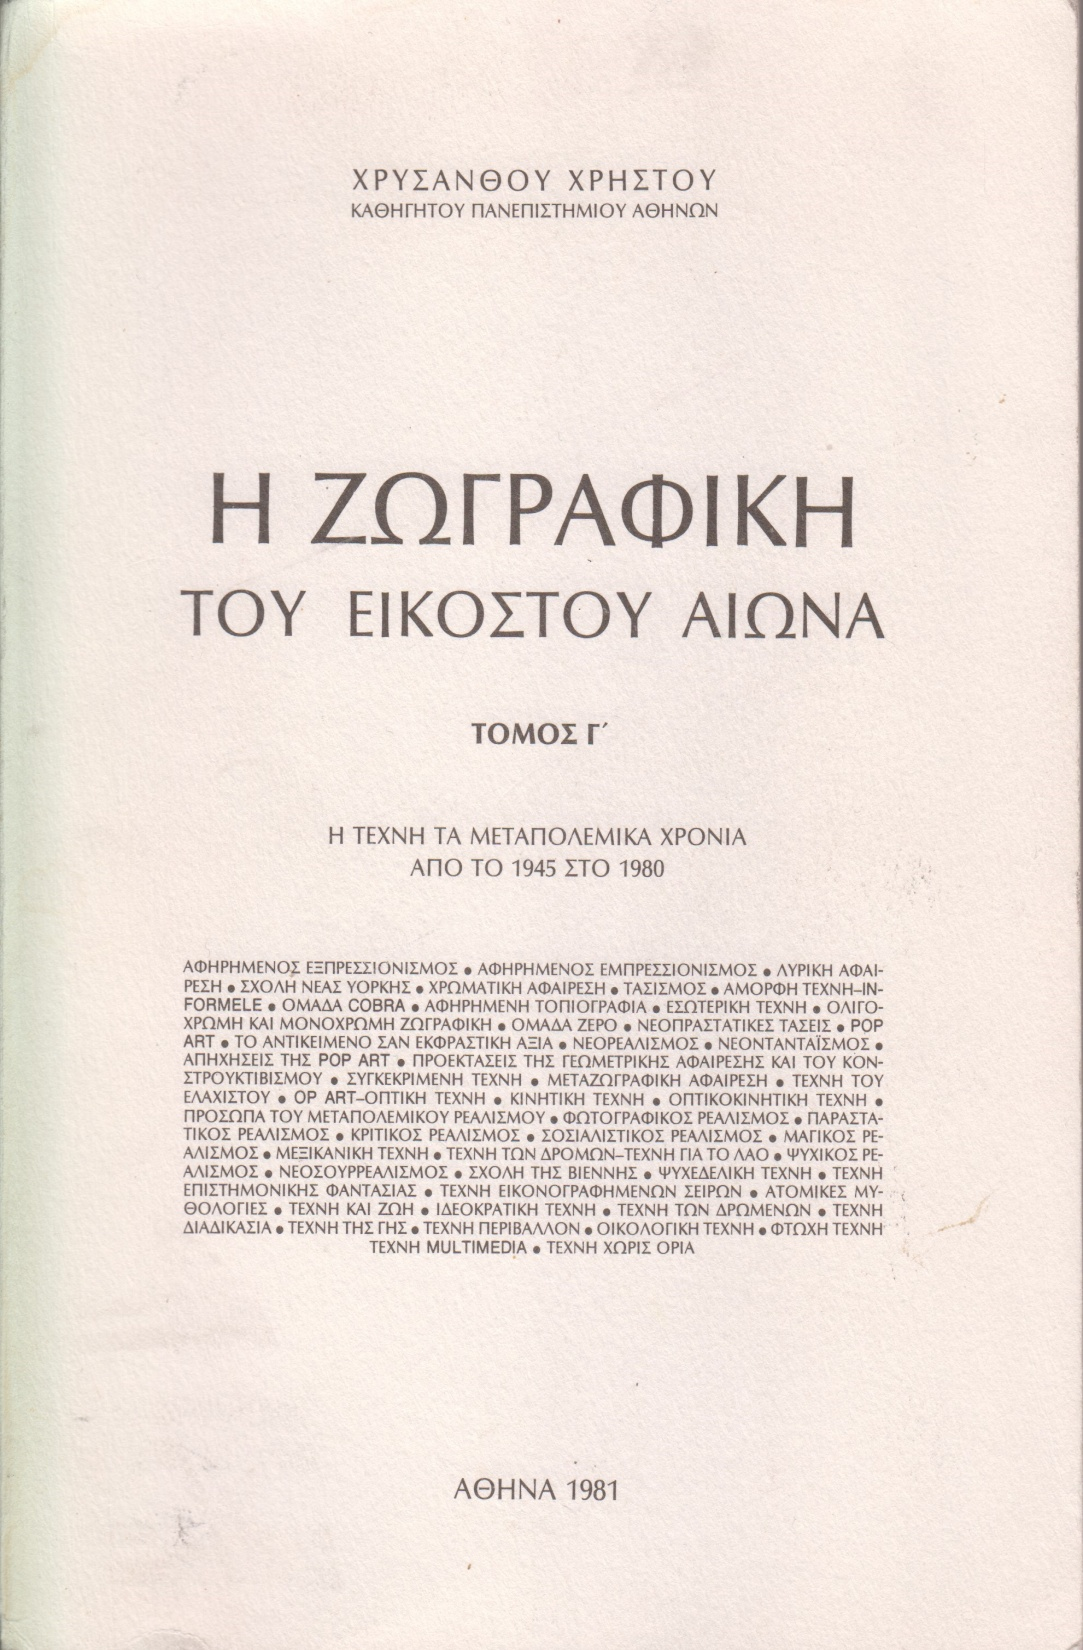 ΧΡΥΣΑΝΘΟΥ ΧΡΗΣΤΟΥ
ΚΑΘΗΓΗΤΟΥ ΠΑΝΕΠΙΣΤΗΜΙΟΥ ΑΘΗΝΩΝ
Η ΖΩΓΡΑΦΙΚΗ
ΤΟΥ ΕΙΚΟΣΤΟΥ ΑΙΩΝΑ
ΤΟΜΟΣ Γ΄
Η ΤΕΧΝΗ ΤΑ ΜΕΤΑΠΟΛΕΜΙΚΑ ΧΡΟΝΙΑ
ΑΠΟ ΤΟ 1945 ΣΤΟ 1980
ΑΦΗΡΗΜΕΝΟΣ ΕΞΠΡΕΣΣΙΟΝΙΣΜΟΣ • ΑΦΗΡΗΜΕΝΟΣ ΕΜΠΡΕΣΣΙΟΝΙΣΜΟΣ • ΛΥΡΙΚΗ ΑΦΑΙ-
ΡΕΣΗ • ΣΧΟΛΗ ΝΕΑΣ ΥΟΡΚΗΣ • ΧΡΩΜΑΤΙΚΗ ΑΦΑΙΡΕΣΗ • ΤΑΣΙΣΜΟΣ • ΑΜΟΡΦΗ ΤΕΧΝΗ–IN-
FORMELE • ΟΜΑΔΑ COBRA • ΑΦΗΡΗΜΕΝΗ ΤΟΠΙΟΓΡΑΦΙΑ • ΕΣΩΤΕΡΙΚΗ ΤΕΧΝΗ • ΟΛΙΓΟ-
ΧΡΩΜΗ ΚΑΙ ΜΟΝΟΧΡΩΜΗ ΖΩΓΡΑΦΙΚΗ • ΟΜΑΔΑ ΖΕΡΟ • ΝΕΟΠΡΑΣΤΑΤΙΚΕΣ ΤΑΣΕΙΣ • POP
ART • ΤΟ ΑΝΤΙΚΕΙΜΕΝΟ ΣΑΝ ΕΚΦΡΑΣΤΙΚΗ ΑΞΙΑ • ΝΕΟΡΕΑΛΙΣΜΟΣ • ΝΕΟΝΤΑΝΤΑΪΣΜΟΣ •
ΑΠΗΧΗΣΕΙΣ ΤΗΣ POP ART • ΠΡΟΕΚΤΑΣΕΙΣ ΤΗΣ ΓΕΩΜΕΤΡΙΚΗΣ ΑΦΑΙΡΕΣΗΣ ΚΑΙ ΤΟΥ ΚΟΝ-
ΣΤΡΟΥΚΤΙΒΙΣΜΟΥ • ΣΥΓΚΕΚΡΙΜΕΝΗ ΤΕΧΝΗ • ΜΕΤΑΖΩΓΡΑΦΙΚΗ ΑΦΑΙΡΕΣΗ • ΤΕΧΝΗ ΤΟΥ
ΕΛΑΧΙΣΤΟΥ • OP ART–ΟΠΤΙΚΗ ΤΕΧΝΗ • ΚΙΝΗΤΙΚΗ ΤΕΧΝΗ • ΟΠΤΙΚΟΚΙΝΗΤΙΚΗ ΤΕΧΝΗ •
ΠΡΟΣΩΠΑ ΤΟΥ ΜΕΤΑΠΟΛΕΜΙΚΟΥ ΡΕΑΛΙΣΜΟΥ • ΦΩΤΟΓΡΑΦΙΚΟΣ ΡΕΑΛΙΣΜΟΣ • ΠΑΡΑΣΤΑ-
ΤΙΚΟΣ ΡΕΑΛΙΣΜΟΣ • ΚΡΙΤΙΚΟΣ ΡΕΑΛΙΣΜΟΣ • ΣΟΣΙΑΛΙΣΤΙΚΟΣ ΡΕΑΛΙΣΜΟΣ • ΜΑΓΙΚΟΣ ΡΕ-
ΑΛΙΣΜΟΣ • ΜΕΞΙΚΑΝΙΚΗ ΤΕΧΝΗ • ΤΕΧΝΗ ΤΩΝ ΔΡΟΜΩΝ–ΤΕΧΝΗ ΓΙΑ ΤΟ ΛΑΟ • ΨΥΧΙΚΟΣ ΡΕ-
ΑΛΙΣΜΟΣ • ΝΕΟΣΟΥΡΡΕΑΛΙΣΜΟΣ • ΣΧΟΛΗ ΤΗΣ ΒΙΕΝΝΗΣ • ΨΥΧΕΔΕΛΙΚΗ ΤΕΧΝΗ • ΤΕΧΝΗ
ΕΠΙΣΤΗΜΟΝΙΚΗΣ ΦΑΝΤΑΣΙΑΣ • ΤΕΧΝΗ ΕΙΚΟΝΟΓΡΑΦΗΜΕΝΩΝ ΣΕΙΡΩΝ • ΑΤΟΜΙΚΕΣ ΜΥ-
ΘΟΛΟΓΙΕΣ • ΤΕΧΝΗ ΚΑΙ ΖΩΗ • ΙΔΕΟΚΡΑΤΙΚΗ ΤΕΧΝΗ • ΤΕΧΝΗ ΤΩΝ ΔΡΩΜΕΝΩΝ • ΤΕΧΝΗ
ΔΙΑΔΙΚΑΣΙΑ • ΤΕΧΝΗ ΤΗΣ ΓΗΣ • ΤΕΧΝΗ ΠΕΡΙΒΑΛΛΟΝ • ΟΙΚΟΛΟΓΙΚΗ ΤΕΧΝΗ • ΦΤΩΧΗ ΤΕΧΝΗ
ΤΕΧΝΗ MULTIMEDIA • ΤΕΧΝΗ ΧΩΡΙΣ ΟΡΙΑ
ΑΘΗΝΑ 1981